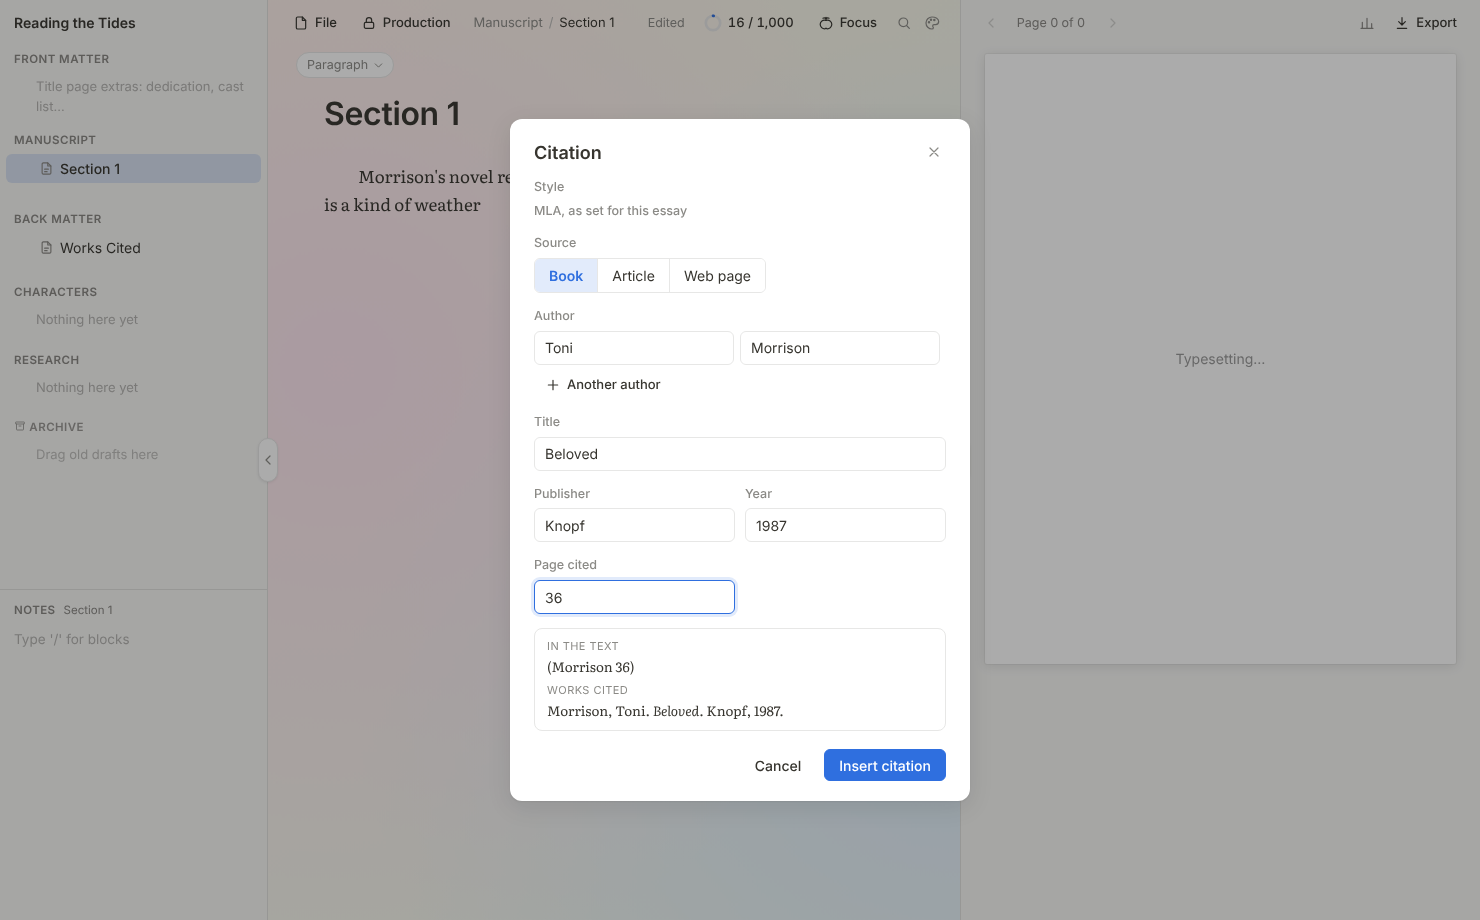 Reading the Tides
FRONT MATTER
Title page extras: dedication, cast
list...
MANUSCRIPT
Section 1
BACK MATTER
Works Cited
CHARACTERS
Nothing here yet
RESEARCH
Nothing here yet
ARCHIVE
Drag old drafts here
NOTES Section 1
Type '/' for blocks
File Production Manuscript / Section 1 Edited 16 / 1,000 Focus
Paragraph
Section 1
Morrison's novel
is a kind of weather
Citation
Style
MLA, as set for this essay
Source
Book Article Web page
Author
Toni Morrison
+ Another author
Title
Beloved
Publisher Year
Knopf 1987
Page cited
36
IN THE TEXT
(Morrison 36)
WORKS CITED
Morrison, Toni. Beloved. Knopf, 1987.
Cancel Insert citation
Page 0 of 0 Export
Typesetting...